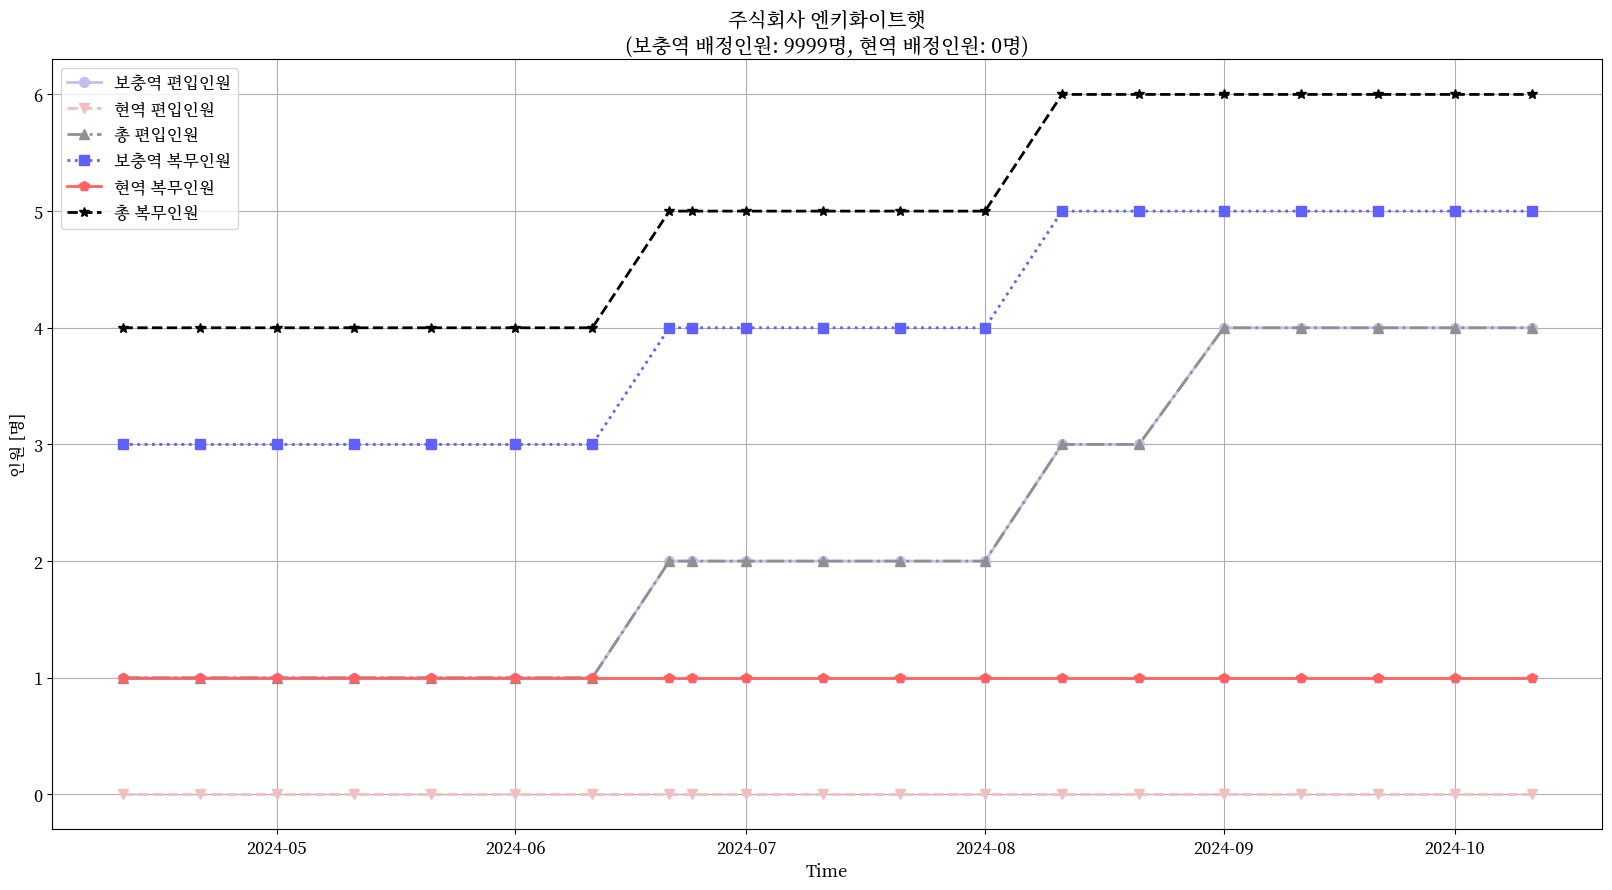 주식회사 엔키화이트햇
(보충역 배정인원: 9999명, 현역 배정인원: 0명)
보충역 편입인원
현역 편입인원
총 편입인원
보충역 복무인원
현역 복무인원
총 복무인원
인원 [명]
6
5
4
3
2
1
0
2024-05
2024-06
2024-07
2024-08
2024-09
2024-10
Time